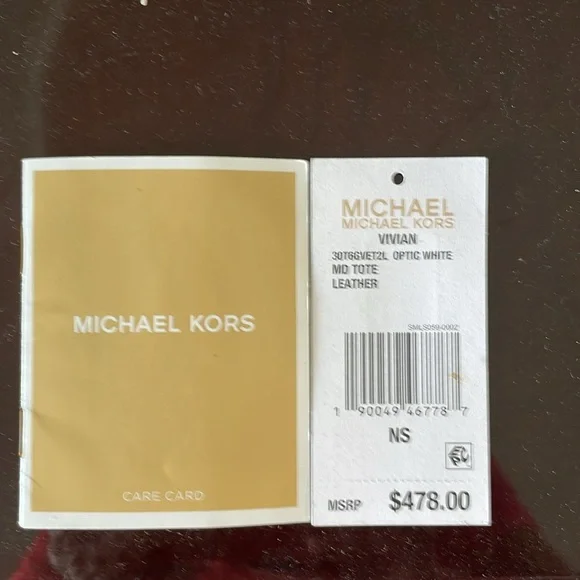 MICHAEL KORS
CARE CARD
MICHAEL
MICHAEL KORS
VIVIAN
30T6GVET2L OPTIC WHITE
MD TOTE
LEATHER
SMLS059-0002
1 90049 46778 7
NS
MSRP $478.00